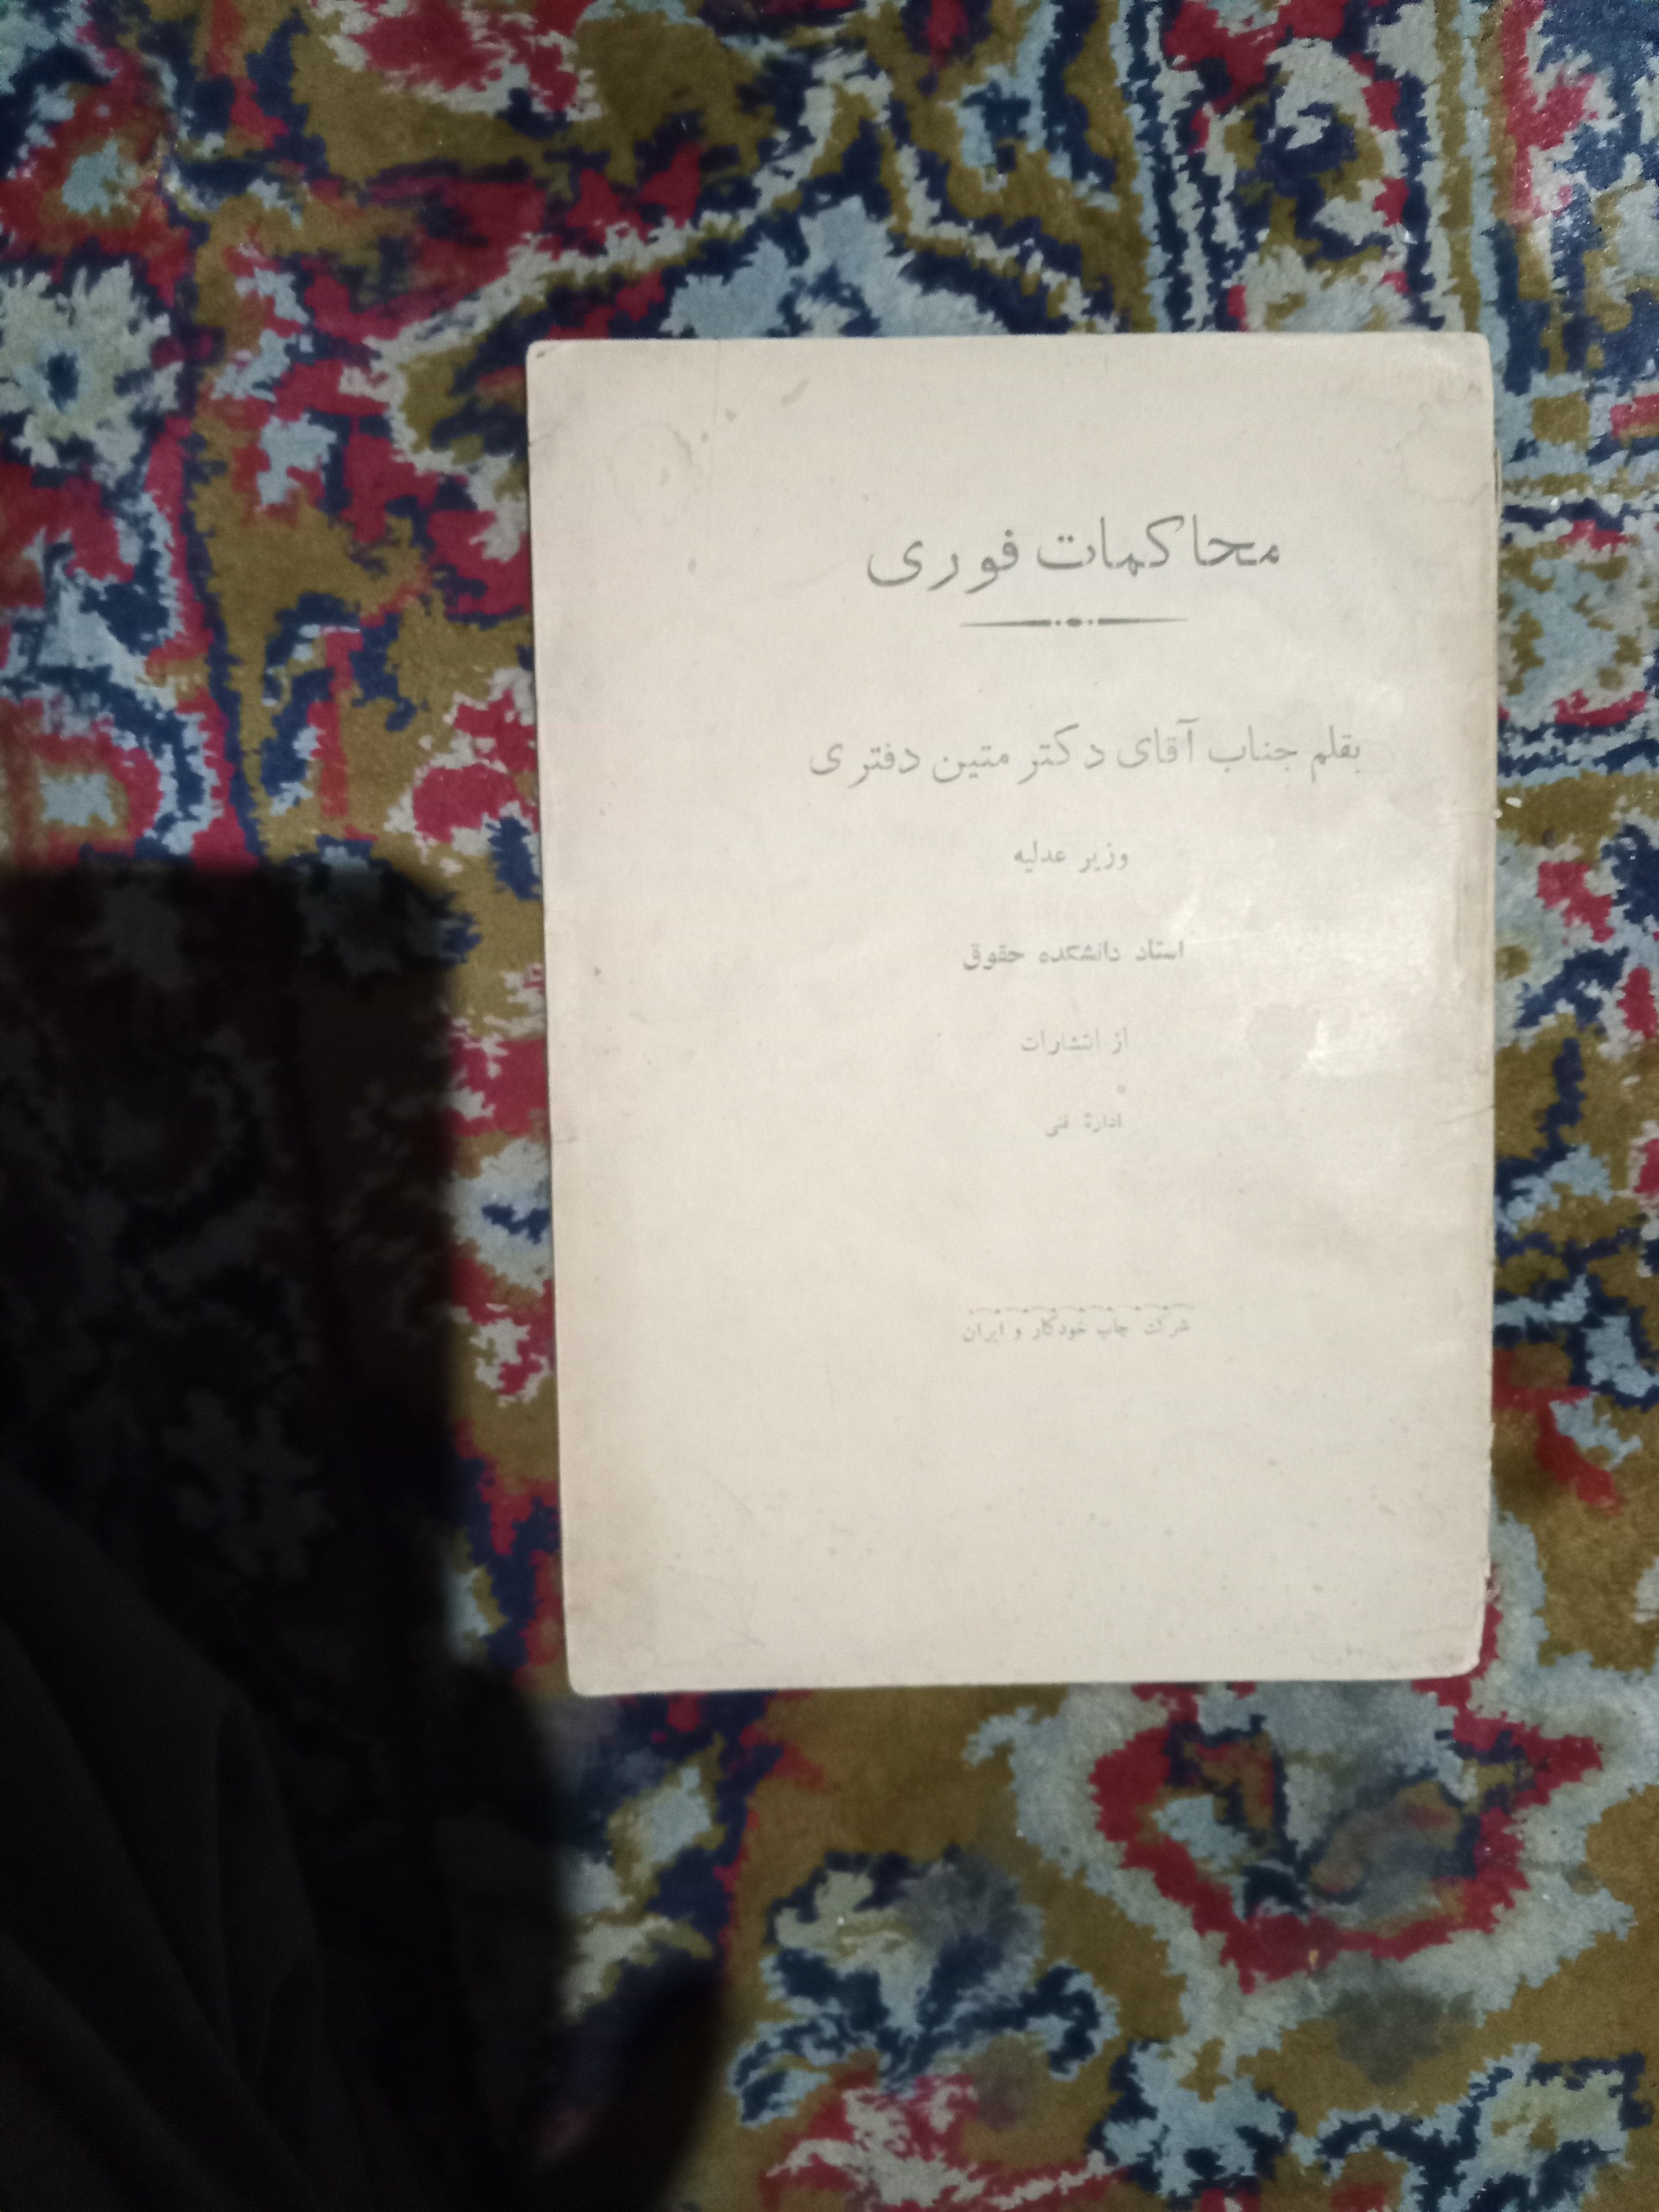 محاکمات فوری
بقلم جناب آقای دکتر متین دفتری
وزیر عدلیه
استاد دانشکده حقوق
از انتشارات
ادارۀ فنی
شرکت چاپ خودکار و ایران